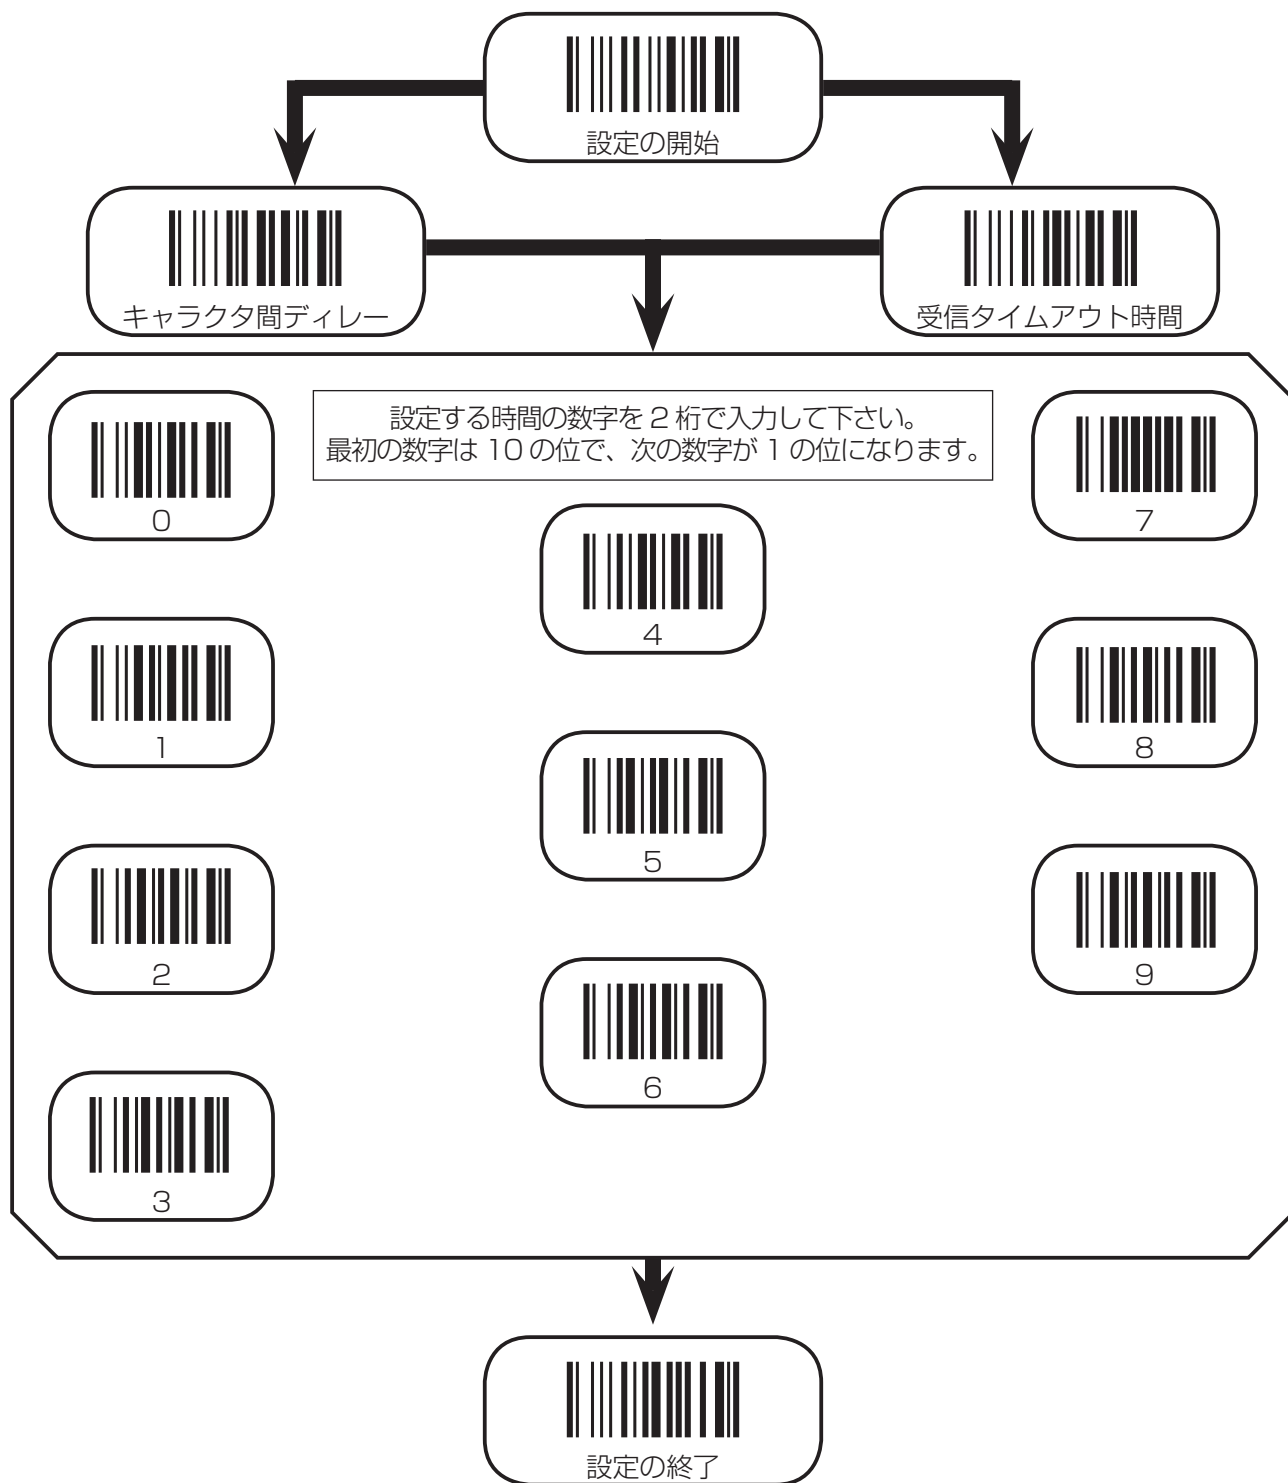 設定の開始
キャラクタ間ディレー
受信タイムアウト時間
設定する時間の数字を 2 桁で入力して下さい。
最初の数字は 10 の位で、次の数字が 1 の位になります。
0
1
2
3
4
5
6
7
8
9
設定の終了